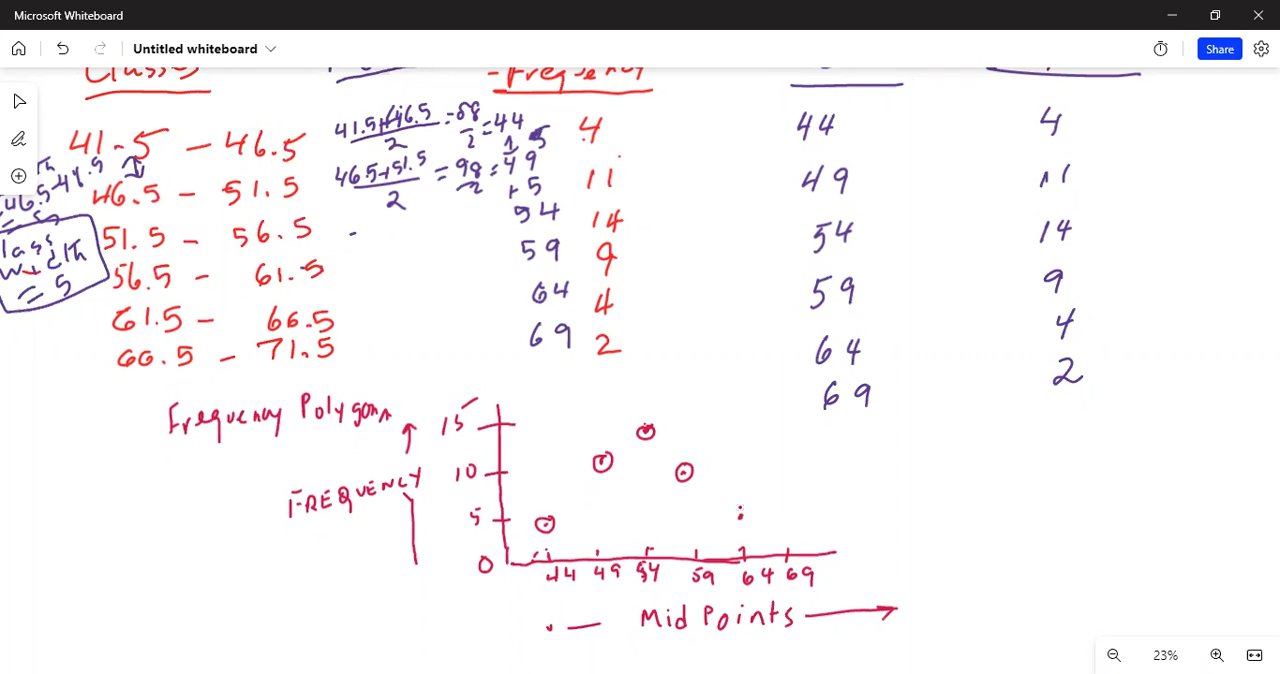 Microsoft Whiteboard
Untitled whiteboard
Share
Classes
- Frequency
41.5 - 46.5
41.5+46.5 / 2 = 88 / 2 = 44
4
44
4
46.5 - 51.5
46.5+51.5 / 2 = 98 / 2 = 49
+5
11
49
11
51.5 - 56.5
54
14
54
14
56.5 - 61.5
59
9
59
9
61.5 - 66.5
64
4
64
4
66.5 - 71.5
69
2
69
2
width
= 5
Frequency Polygon
FREQUENCY
15
10
5
0
44 49 54 59 64 69
Mid Points
23%